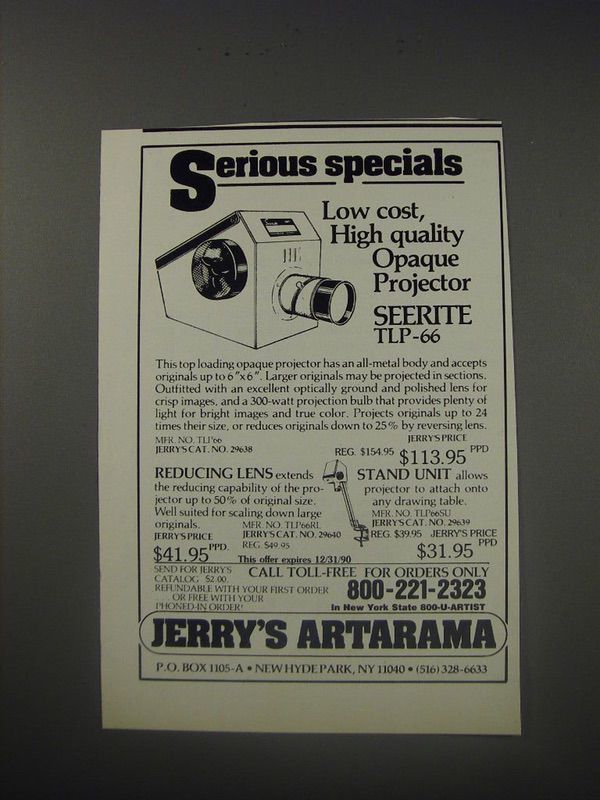 Serious specials
Low cost,
High quality
Opaque
Projector
SEERITE
TLP-66
This top loading opaque projector has an all-metal body and accepts
originals up to 6"x6". Larger originals may be projected in sections.
Outfitted with an excellent optically ground and polished lens for
crisp images, and a 300-watt projection bulb that provides plenty of
light for bright images and true color. Projects originals up to 24
times their size, or reduces originals down to 25% by reversing lens.
MFR. NO. TLP'66
JERRY'S CAT. NO. 29638
JERRY'S PRICE
REG. $154.95 $113.95 PPD
REDUCING LENS extends
the reducing capability of the pro-
jector up to 50% of original size.
Well suited for scaling down large
originals. MFR. NO. TLP'66RL
JERRY'S PRICE JERRY'S CAT. NO. 29640
$41.95 PPD. REG. $49.95
STAND UNIT allows
projector to attach onto
any drawing table.
MFR. NO. TLP'66SU
JERRY'S CAT. NO. 29639
REG. $39.95 JERRY'S PRICE
$31.95 PPD
This offer expires 12/31/90
SEND FOR JERRY'S
CATALOG $2.00.
REFUNDABLE WITH YOUR FIRST ORDER
. . . OR FREE WITH YOUR
PHONED-IN ORDER!
CALL TOLL-FREE FOR ORDERS ONLY
800-221-2323
In New York State 800-U-ARTIST
JERRY'S ARTARAMA
P.O. BOX 1105-A • NEW HYDE PARK, NY 11040 • (516) 328-6633